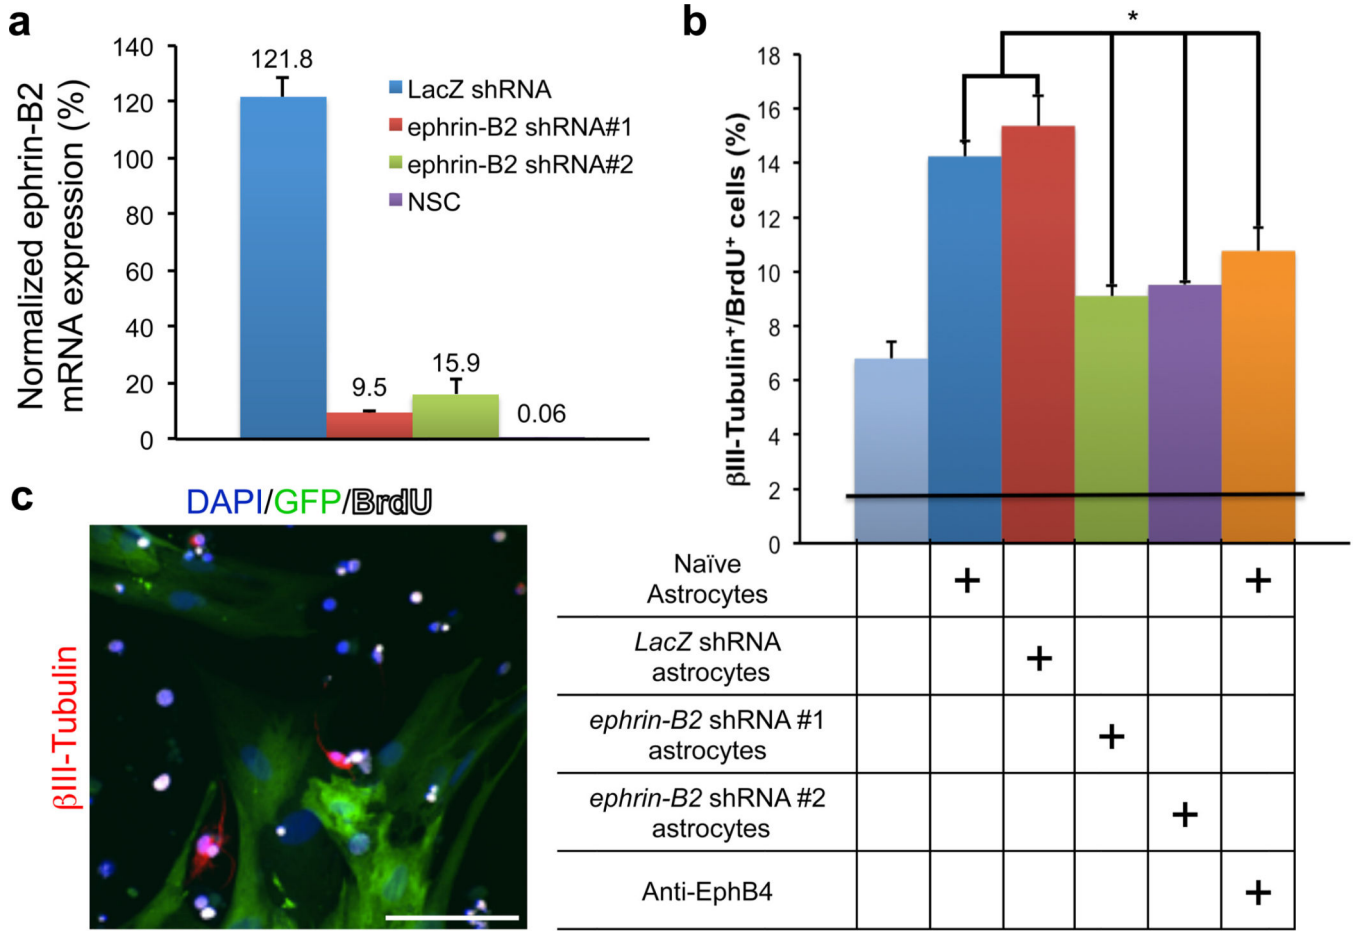 a
Normalized ephrin-B2
mRNA expression (%)
140
120
100
80
60
40
20
0
121.8
9.5
15.9
0.06
LacZ shRNA
ephrin-B2 shRNA#1
ephrin-B2 shRNA#2
NSC
b
βIII-Tubulin⁺/BrdU⁺ cells (%)
18
16
14
12
10
8
6
4
2
0
*
Naïve
Astrocytes
+
+
LacZ shRNA
astrocytes
+
ephrin-B2 shRNA #1
astrocytes
+
ephrin-B2 shRNA #2
astrocytes
+
Anti-EphB4
+
c
DAPI/GFP/BrdU
βIII-Tubulin